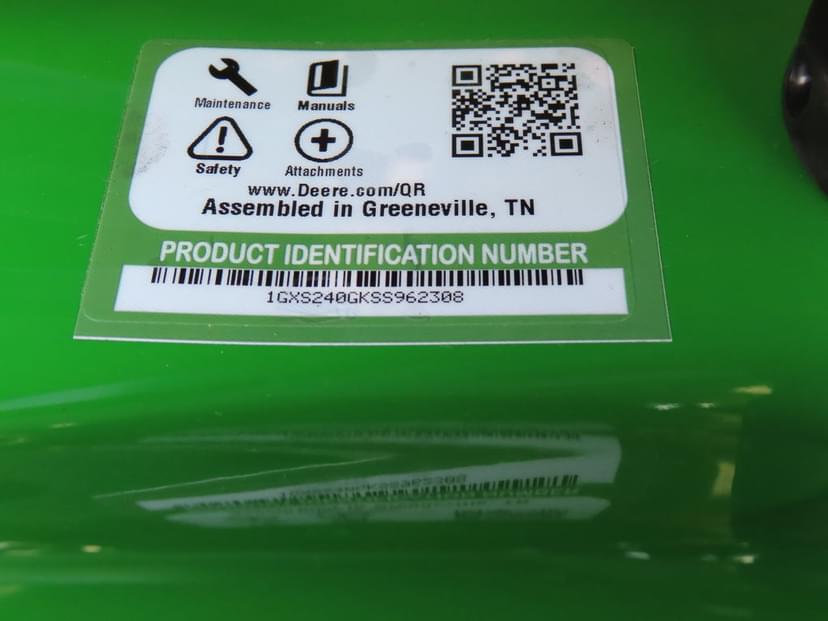 Maintenance Manuals
Safety Attachments
www.Deere.com/QR
Assembled in Greeneville, TN
PRODUCT IDENTIFICATION NUMBER
1GXS240GKSS962308